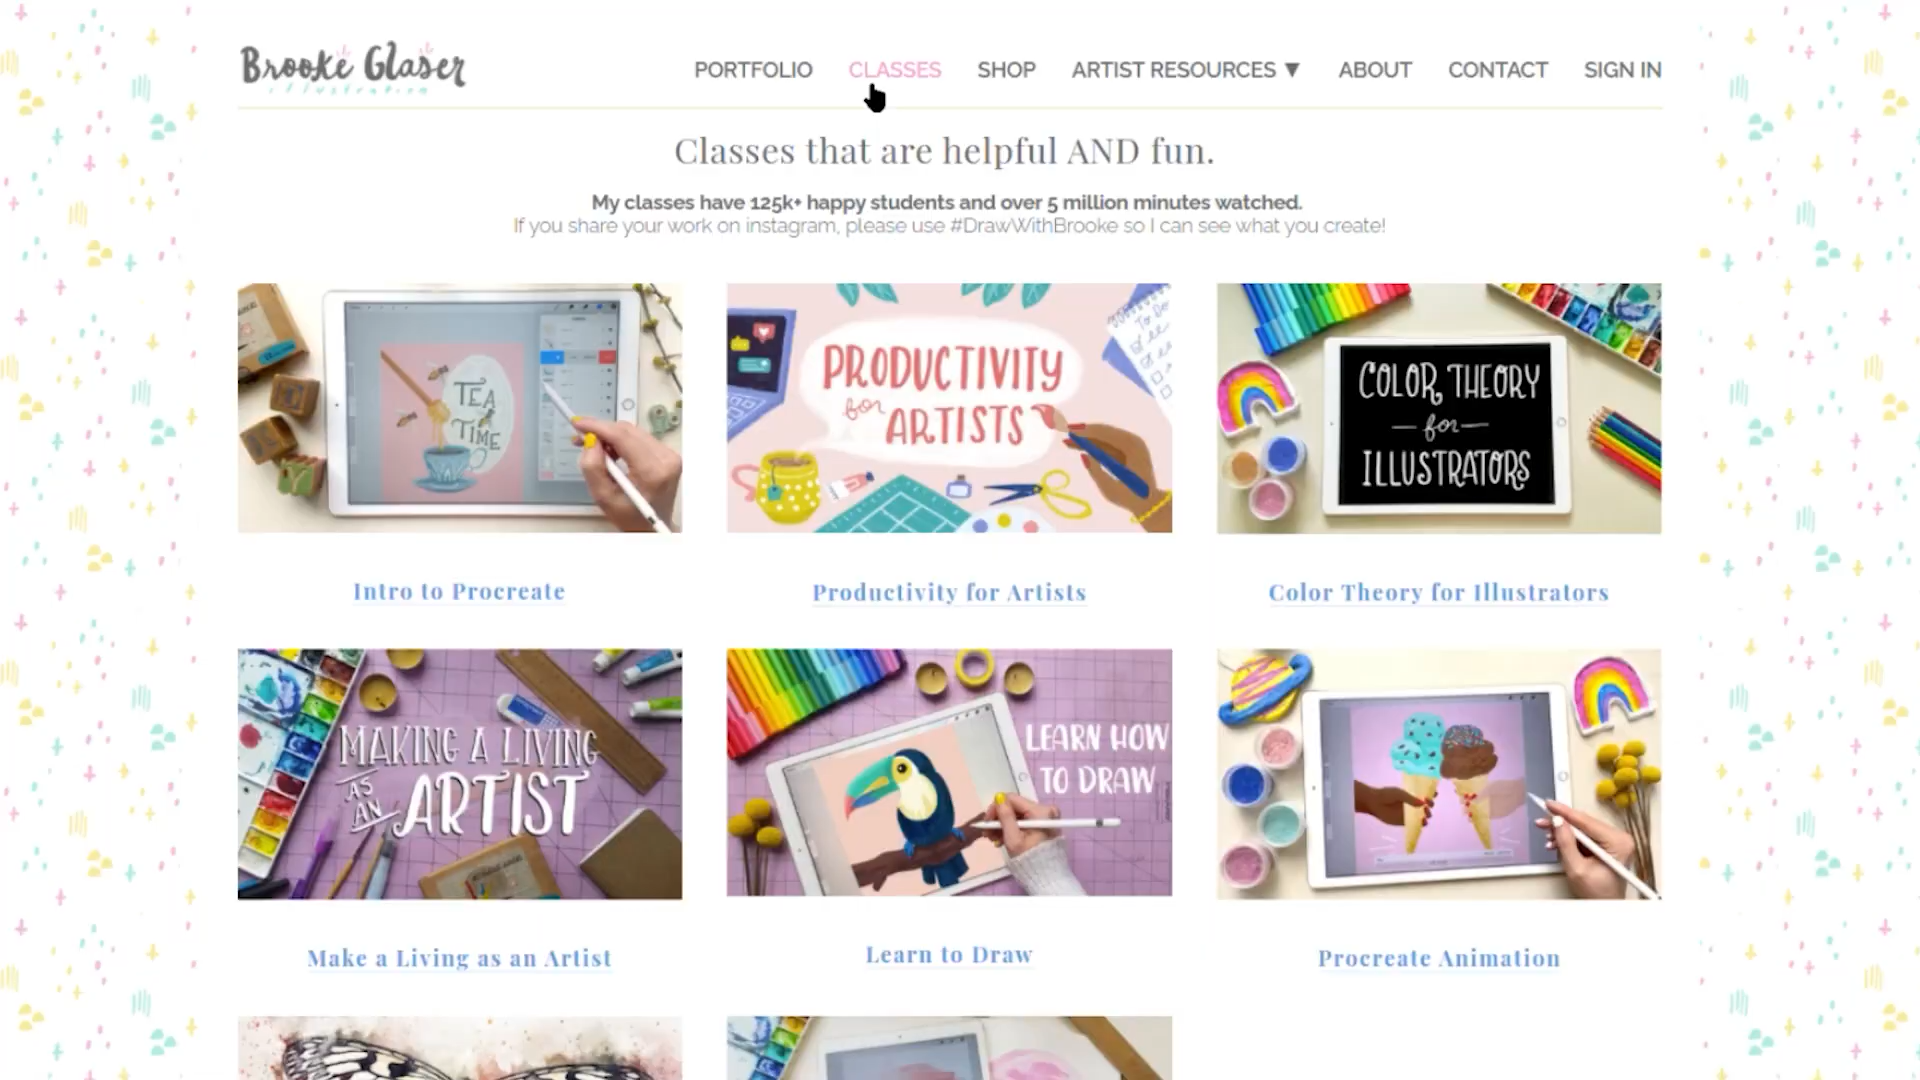 Brooke Glaser
illustration
PORTFOLIO
CLASSES
SHOP
ARTIST RESOURCES ▼
ABOUT
CONTACT
SIGN IN
Classes that are helpful AND fun.
My classes have 125k+ happy students and over 5 million minutes watched.
If you share your work on instagram, please use #DrawWithBrooke so I can see what you create!
TEA
TIME
PRODUCTIVITY
for
ARTISTS
To Do
COLOR THEORY
for
ILLUSTRATORS
Intro to Procreate
Productivity for Artists
Color Theory for Illustrators
MAKING A LIVING
AS
AN
ARTIST
LEARN HOW
TO DRAW
Make a Living as an Artist
Learn to Draw
Procreate Animation